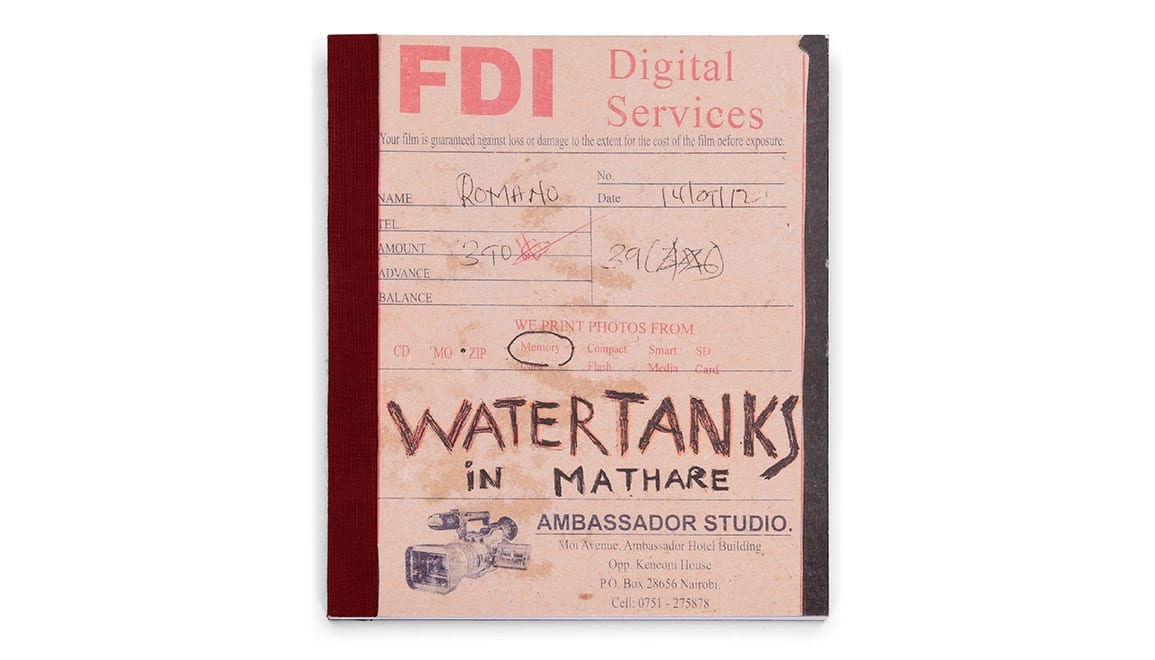 FDI Digital
Services
Your film is guaranteed against loss or damage to the extent for the cost of the film before exposure.
No.
NAME ROMANO Date 14/09/12
TEL.
AMOUNT 390 39
ADVANCE
BALANCE
WE PRINT PHOTOS FROM
CD MO ZIP Memory Compact Smart SD
Flash Media Card
WATERTANKS
iN MATHARE
AMBASSADOR STUDIO.
Moi Avenue, Ambassador Hotel Building
Opp. Kencom House
P.O. Box 28656 Nairobi.
Cell: 0751 - 275878